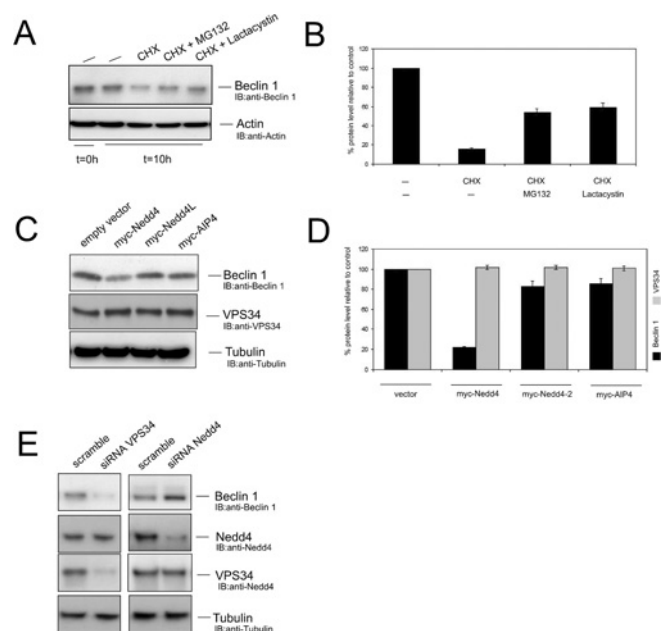 A
— — CHX CHX + MG132 CHX + Lactacystin
Beclin 1
IB:anti-Beclin 1
Actin
IB:anti-Actin
t=0h t=10h
B
% protein level relative to control
120
100
80
60
40
20
0
— CHX CHX CHX
— — MG132 Lactacystin
C
empty vector myc-Nedd4 myc-Nedd4L myc-AIP4
Beclin 1
IB:anti-Beclin 1
VPS34
IB:anti-VPS34
Tubulin
IB:anti-Tubulin
D
% protein level relative to control
120
100
80
60
40
20
0
vector myc-Nedd4 myc-Nedd4-2 myc-AIP4
Beclin 1 VPS34
E
scramble siRNA VPS34 scramble siRNA Nedd4
Beclin 1
IB:anti-Beclin 1
Nedd4
IB:anti-Nedd4
VPS34
IB:anti-Nedd4
Tubulin
IB:anti-Tubulin